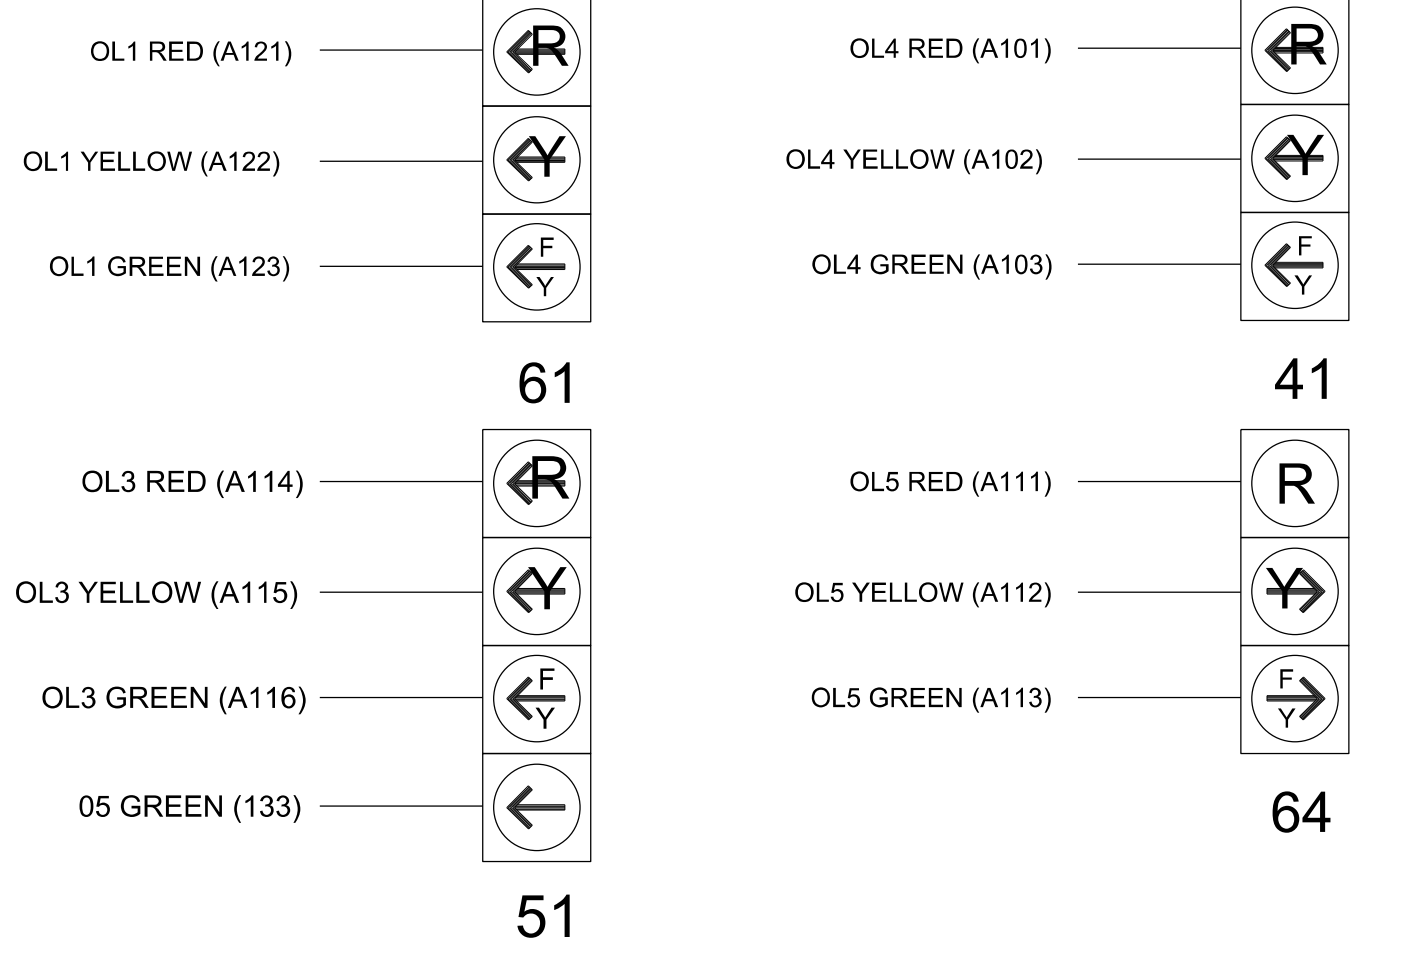 OL1 RED (A121)
R
OL1 YELLOW (A122)
Y
OL1 GREEN (A123)
F
Y
61
OL4 RED (A101)
R
OL4 YELLOW (A102)
Y
OL4 GREEN (A103)
F
Y
41
OL3 RED (A114)
R
OL3 YELLOW (A115)
Y
OL3 GREEN (A116)
F
Y
05 GREEN (133)
51
OL5 RED (A111)
R
OL5 YELLOW (A112)
Y
OL5 GREEN (A113)
F
Y
64